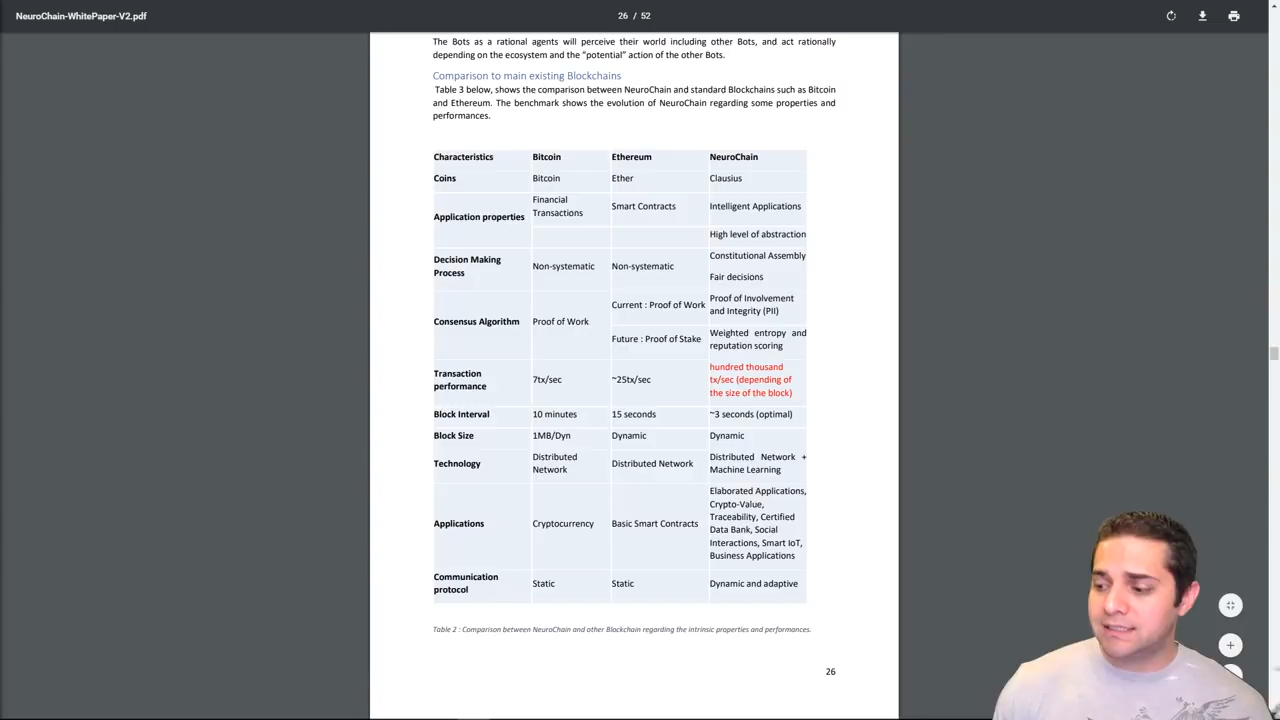 NeuroChain-WhitePaper-V2.pdf
26 / 52
The Bots as a rational agents will perceive their world including other Bots, and act rationally
depending on the ecosystem and the “potential” action of the other Bots.
Comparison to main existing Blockchains
Table 3 below, shows the comparison between NeuroChain and standard Blockchains such as Bitcoin
and Ethereum. The benchmark shows the evolution of NeuroChain regarding some properties and
performances.
Characteristics Bitcoin Ethereum NeuroChain
Coins Bitcoin Ether Clausius
Application properties
Financial
Transactions
Smart Contracts
Intelligent Applications
High level of abstraction
Decision Making
Process
Non-systematic
Non-systematic
Constitutional Assembly
Fair decisions
Consensus Algorithm
Proof of Work
Current : Proof of Work
Future : Proof of Stake
Proof of Involvement
and Integrity (PII)
Weighted entropy and
reputation scoring
Transaction
performance
7tx/sec
~25tx/sec
hundred thousand
tx/sec (depending of
the size of the block)
Block Interval 10 minutes 15 seconds ~3 seconds (optimal)
Block Size 1MB/Dyn Dynamic Dynamic
Technology
Distributed
Network
Distributed Network
Distributed Network +
Machine Learning
Applications
Cryptocurrency
Basic Smart Contracts
Elaborated Applications,
Crypto-Value,
Traceability, Certified
Data Bank, Social
Interactions, Smart IoT,
Business Applications
Communication
protocol
Static
Static
Dynamic and adaptive
Table 2 : Comparison between NeuroChain and other Blockchain regarding the intrinsic properties and performances.
26